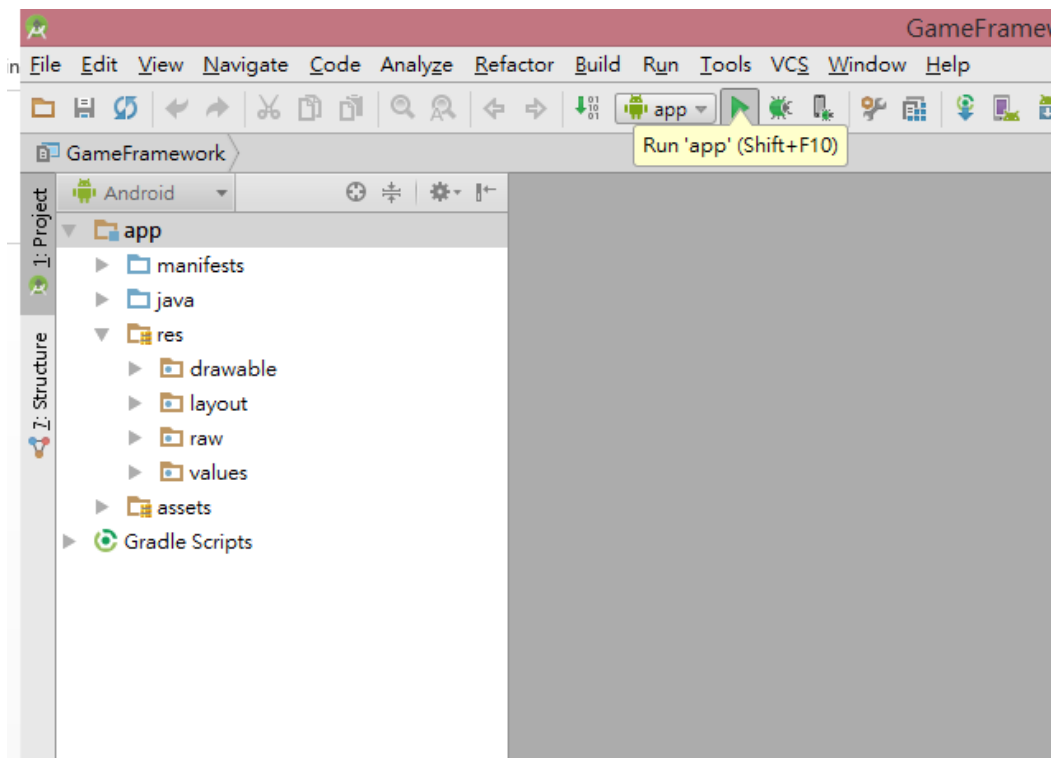 GameFramew
in File Edit View Navigate Code Analyze Refactor Build Run Tools VCS Window Help
app
Run 'app' (Shift+F10)
GameFramework
Android
1: Project
app
manifests
java
res
drawable
layout
raw
values
assets
Gradle Scripts
7: Structure